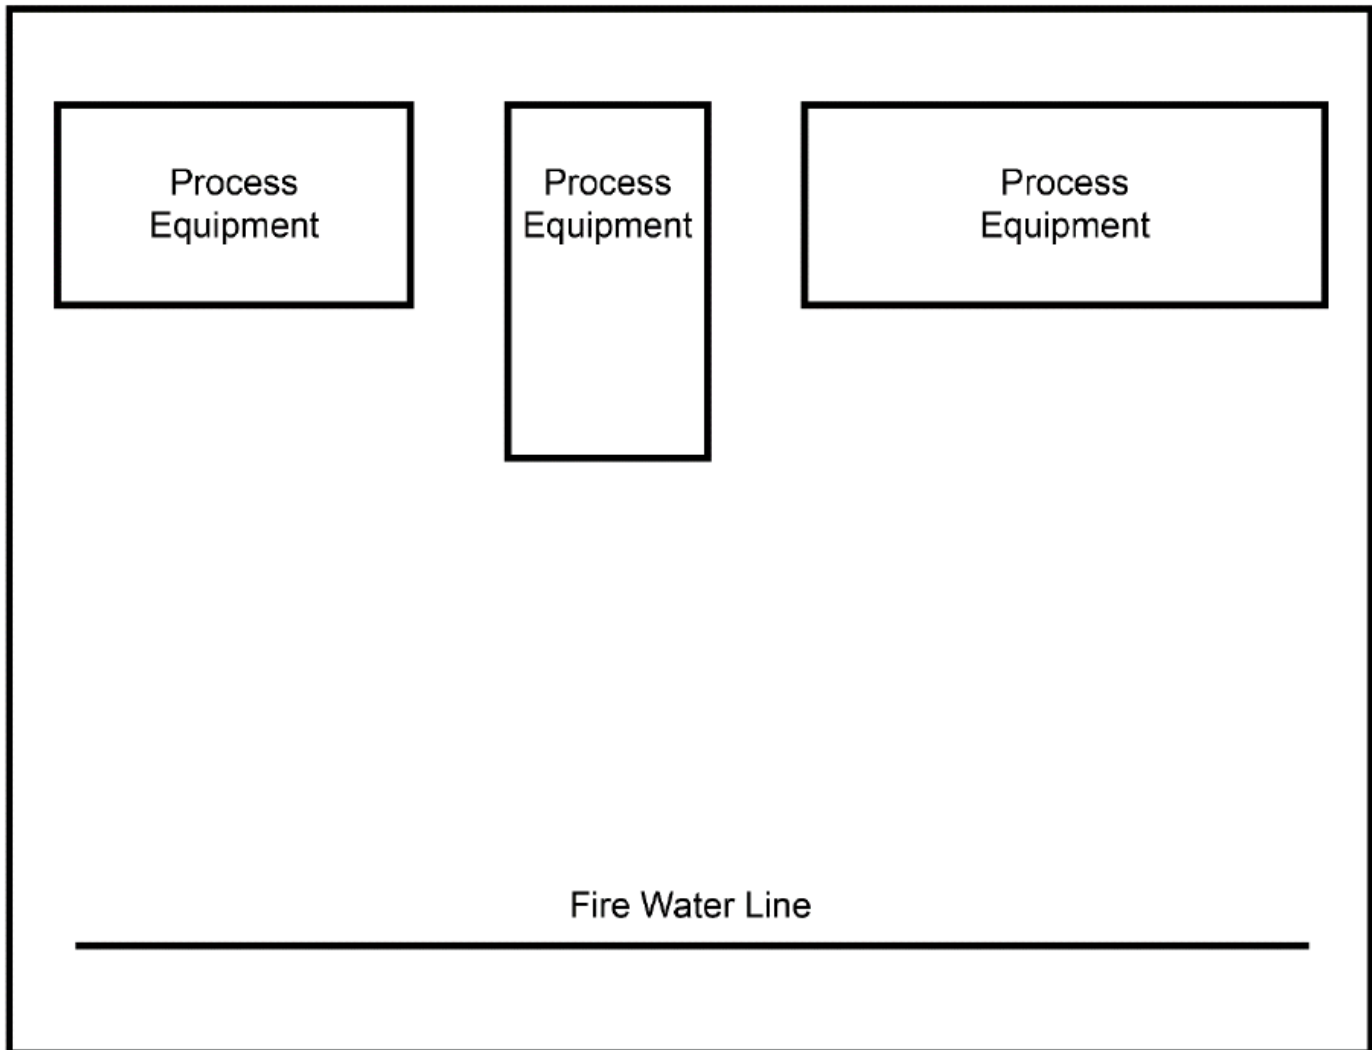 Process
Equipment
Process
Equipment
Process
Equipment
Fire Water Line